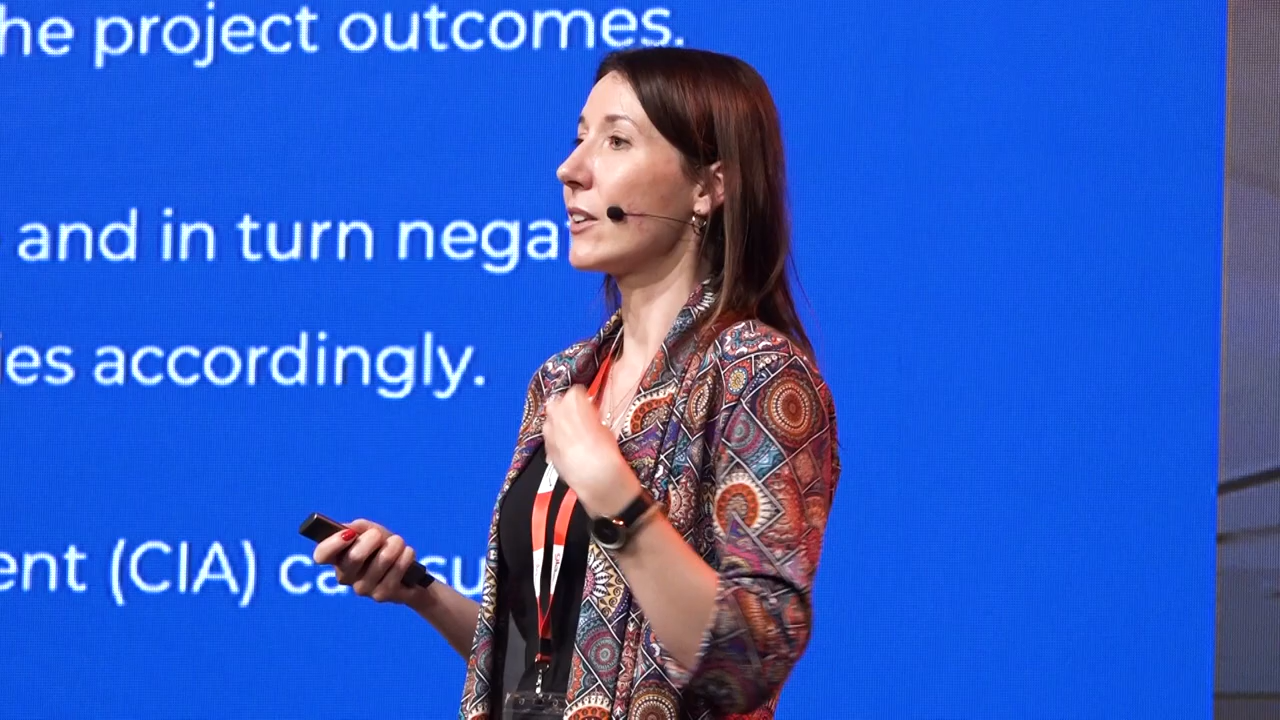 the project outcomes.
and in turn nega
ies accordingly.
ent (CIA) ca su